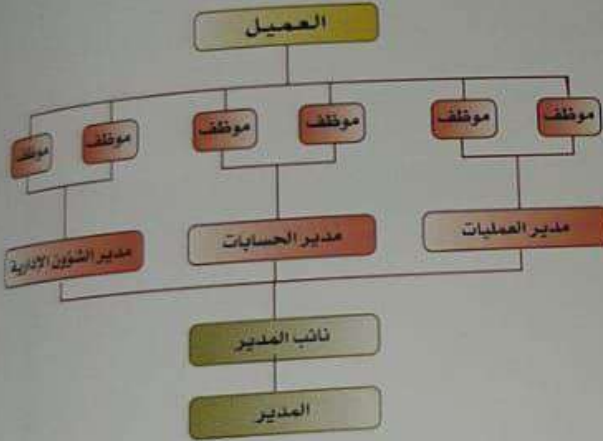 العميل
موظف
موظف
موظف
موظف
موظف
موظف
مدير العمليات
مدير الحسابات
مدير الشؤون الإدارية
نائب المدير
المدير